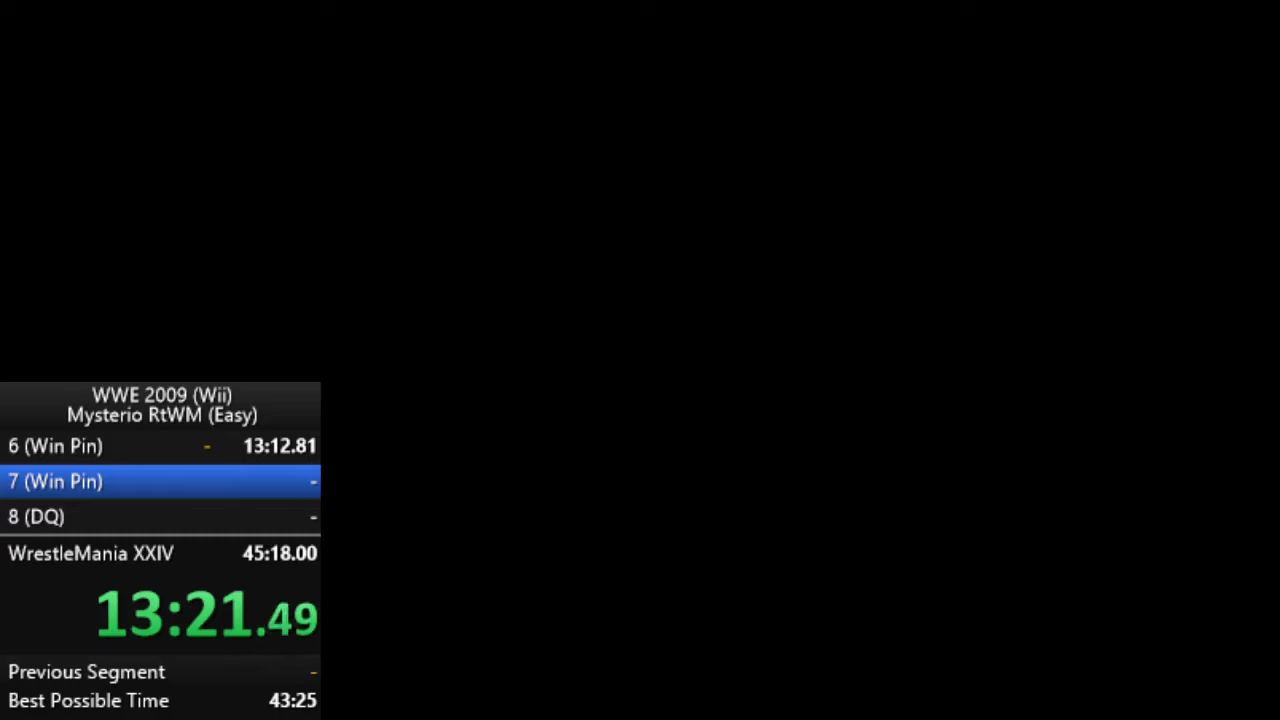 WWE 2009 (Wii)
Mysterio RtWM (Easy)
6 (Win Pin) - 13:12.81
7 (Win Pin) -
8 (DQ) -
WrestleMania XXIV 45:18.00
13:21.49
Previous Segment -
Best Possible Time 43:25